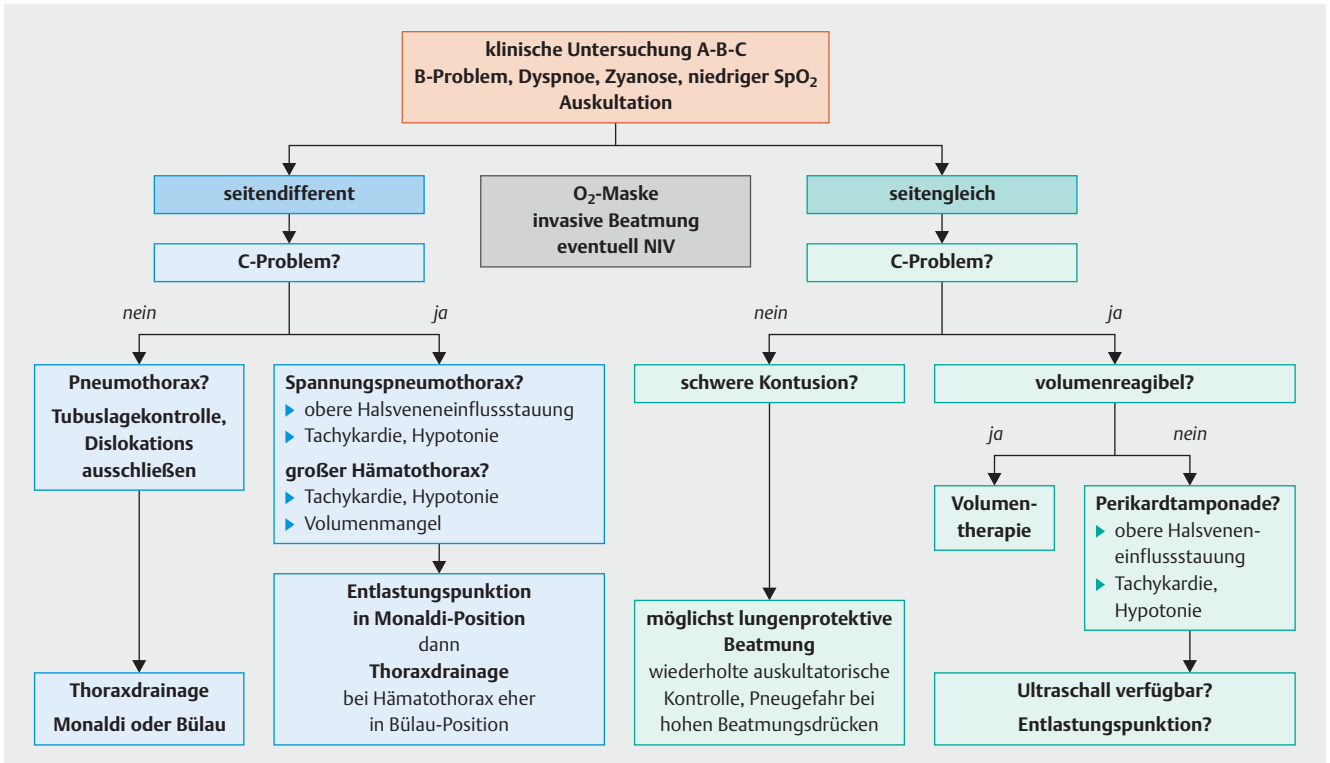 klinische Untersuchung A-B-C
B-Problem, Dyspnoe, Zyanose, niedriger SpO₂
Auskultation
seitendifferent
O₂-Maske
invasive Beatmung
eventuell NIV
seitengleich
C-Problem?
C-Problem?
nein
ja
nein
ja
Pneumothorax?
Tubuslagekontrolle,
Dislokations
ausschließen
Spannungspneumothorax?
▶ obere Halsveneneinflussstauung
▶ Tachykardie, Hypotonie
großer Hämatothorax?
▶ Tachykardie, Hypotonie
▶ Volumenmangel
schwere Kontusion?
volumenreagibel?
ja
nein
Volumen-
therapie
Perikardtamponade?
▶ obere Halsvenen-
einflussstauung
▶ Tachykardie,
Hypotonie
Thoraxdrainage
Monaldi oder Bülau
Entlastungspunktion
in Monaldi-Position
dann
Thoraxdrainage
bei Hämatothorax eher
in Bülau-Position
möglichst lungenprotektive
Beatmung
wiederholte auskultatorische
Kontrolle, Pneugefahr bei
hohen Beatmungsdrücken
Ultraschall verfügbar?
Entlastungspunktion?